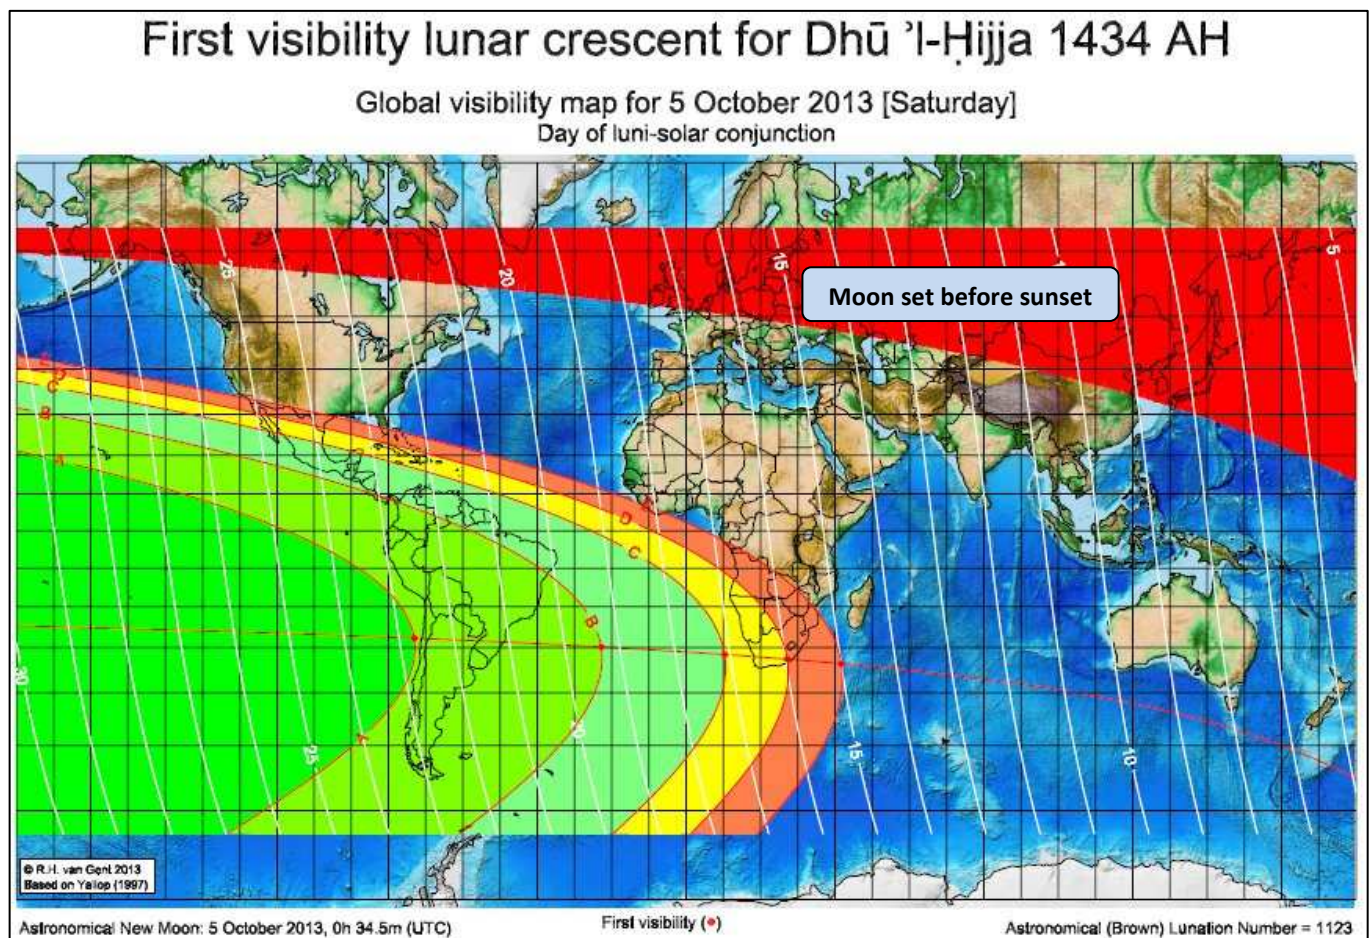 First visibility lunar crescent for Dhū ʾl-Ḥijja 1434 AH
Global visibility map for 5 October 2013 [Saturday]
Day of luni-solar conjunction
25
20
15
5
Moon set before sunset
B
A
D
C
B
A
30
25
15
10
© R.H. van Gent 2013
Based on Yallop (1997)
Astronomical New Moon: 5 October 2013, 0h 34.5m (UTC)
First visibility (●)
Astronomical (Brown) Lunation Number = 1123